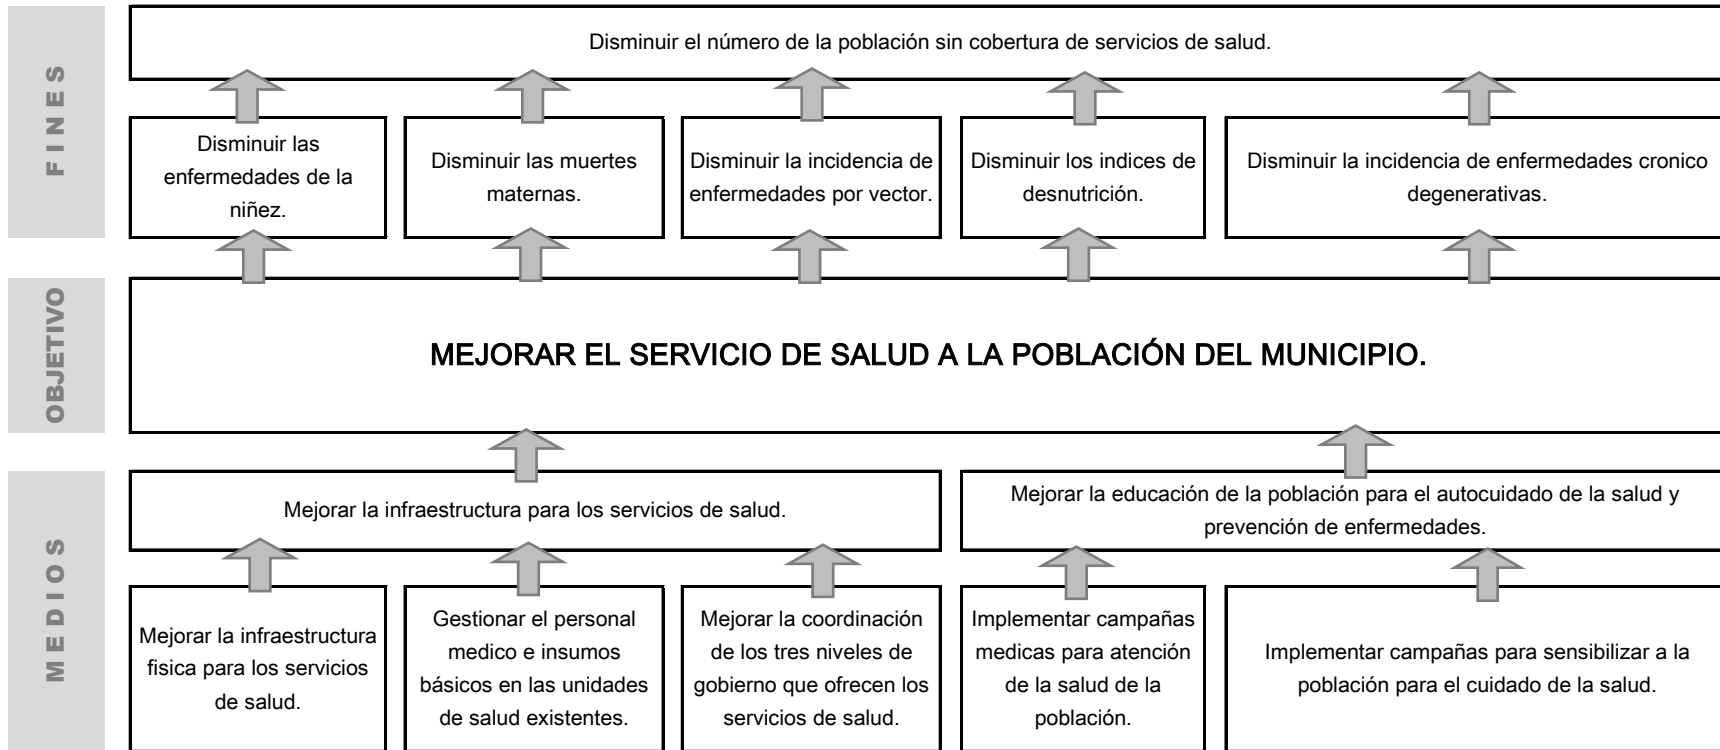 FINES
Disminuir el número de la población sin cobertura de servicios de salud.
Disminuir las
enfermedades de la
niñez.
Disminuir las muertes
maternas.
Disminuir la incidencia de
enfermedades por vector.
Disminuir los indices de
desnutrición.
Disminuir la incidencia de enfermedades cronico
degenerativas.
OBJETIVO
MEJORAR EL SERVICIO DE SALUD A LA POBLACIÓN DEL MUNICIPIO.
MEDIOS
Mejorar la infraestructura para los servicios de salud.
Mejorar la educación de la población para el autocuidado de la salud y
prevención de enfermedades.
Mejorar la infraestructura
fisica para los servicios
de salud.
Gestionar el personal
medico e insumos
básicos en las unidades
de salud existentes.
Mejorar la coordinación
de los tres niveles de
gobierno que ofrecen los
servicios de salud.
Implementar campañas
medicas para atención
de la salud de la
población.
Implementar campañas para sensibilizar a la
población para el cuidado de la salud.